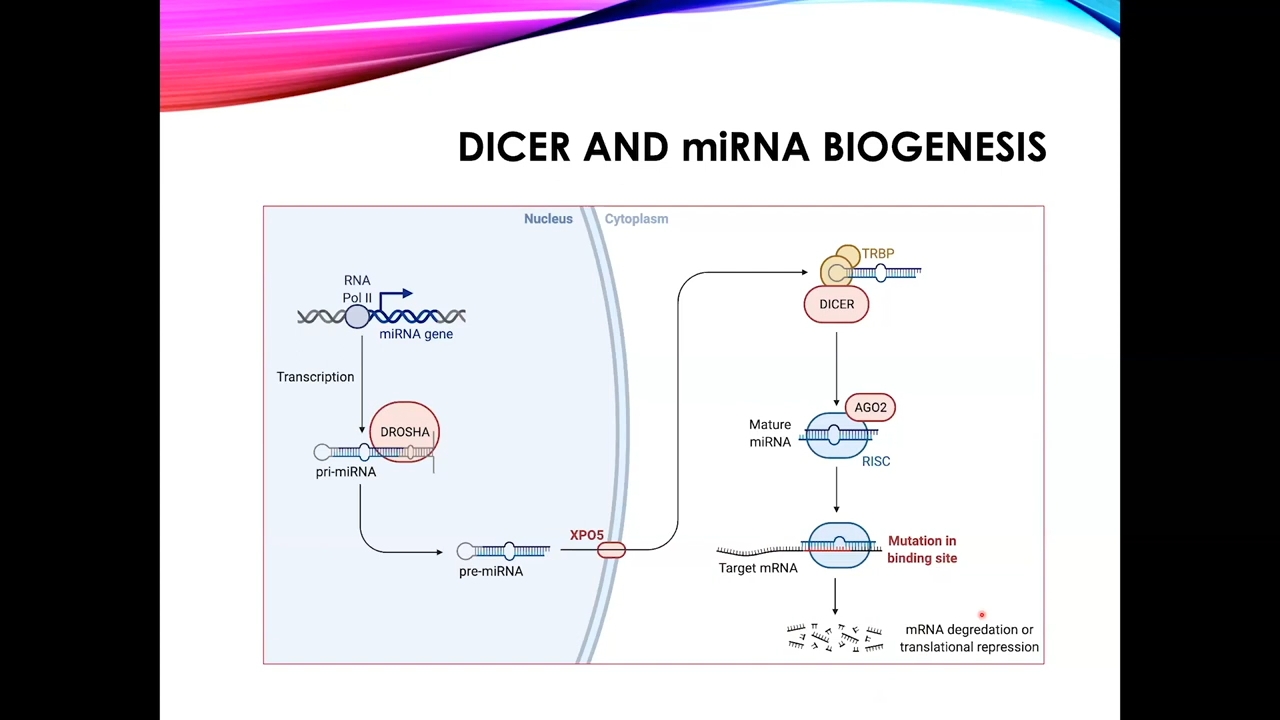 DICER AND miRNA BIOGENESIS
Nucleus
Cytoplasm
RNA
Pol II
miRNA gene
Transcription
DROSHA
pri-miRNA
pre-miRNA
XPO5
TRBP
DICER
AGO2
Mature
miRNA
RISC
Mutation in
binding site
Target mRNA
mRNA degredation or
translational repression